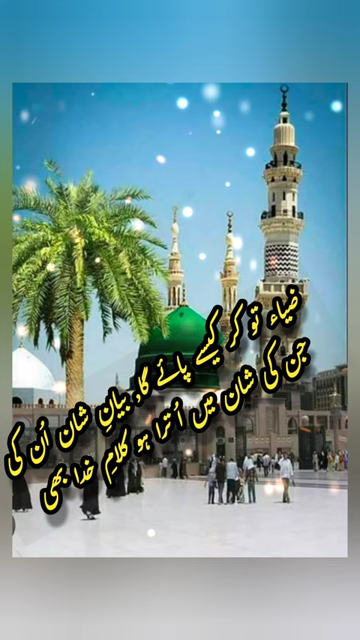 ضیاء تو کر کیسے پائے گا, بیانِ شان اُن کی
جن کی شان میں اُترا ہو کلامِ خدا بھی